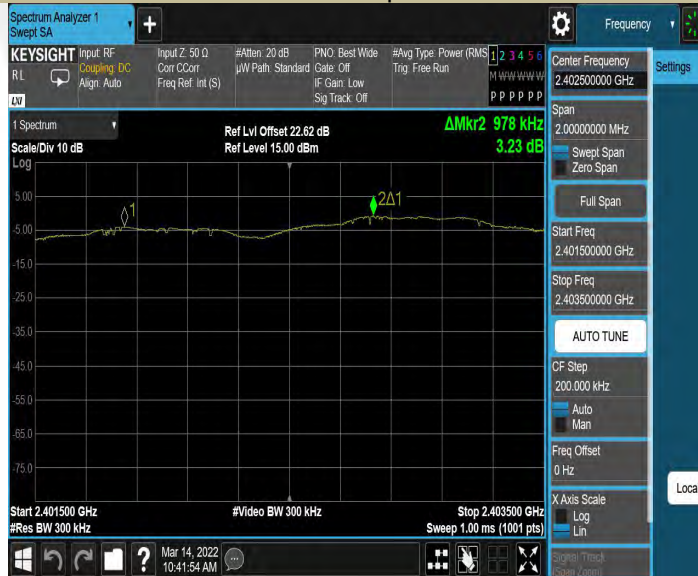 Spectrum Analyzer 1
Swept SA
+
Frequency
KEYSIGHT
RL
LXI
Input: RF
Coupling: DC
Align: Auto
Input Z: 50 Ω
Corr CCorr
Freq Ref: Int (S)
#Atten: 20 dB
µW Path: Standard
PNO: Best Wide
Gate: Off
IF Gain: Low
Sig Track: Off
#Avg Type: Power (RMS
Trig: Free Run
1 2 3 4 5 6
M W W W W W
P P P P P P
1 Spectrum
Scale/Div 10 dB
Log
Ref Lvl Offset 22.62 dB
Ref Level 15.00 dBm
ΔMkr2 978 kHz
3.23 dB
5.00
-5.00
-15.0
-25.0
-35.0
-45.0
-55.0
-65.0
-75.0
1
2Δ1
Start 2.401500 GHz
#Res BW 300 kHz
#Video BW 300 kHz
Stop 2.403500 GHz
Sweep 1.00 ms (1001 pts)
?
Mar 14, 2022
10:41:54 AM
Center Frequency
2.402500000 GHz
Settings
Span
2.00000000 MHz
Swept Span
Zero Span
Full Span
Start Freq
2.401500000 GHz
Stop Freq
2.403500000 GHz
AUTO TUNE
CF Step
200.000 kHz
Auto
Man
Freq Offset
0 Hz
X Axis Scale
Log
Lin
Signal Track
(Span Zoom)
Loca